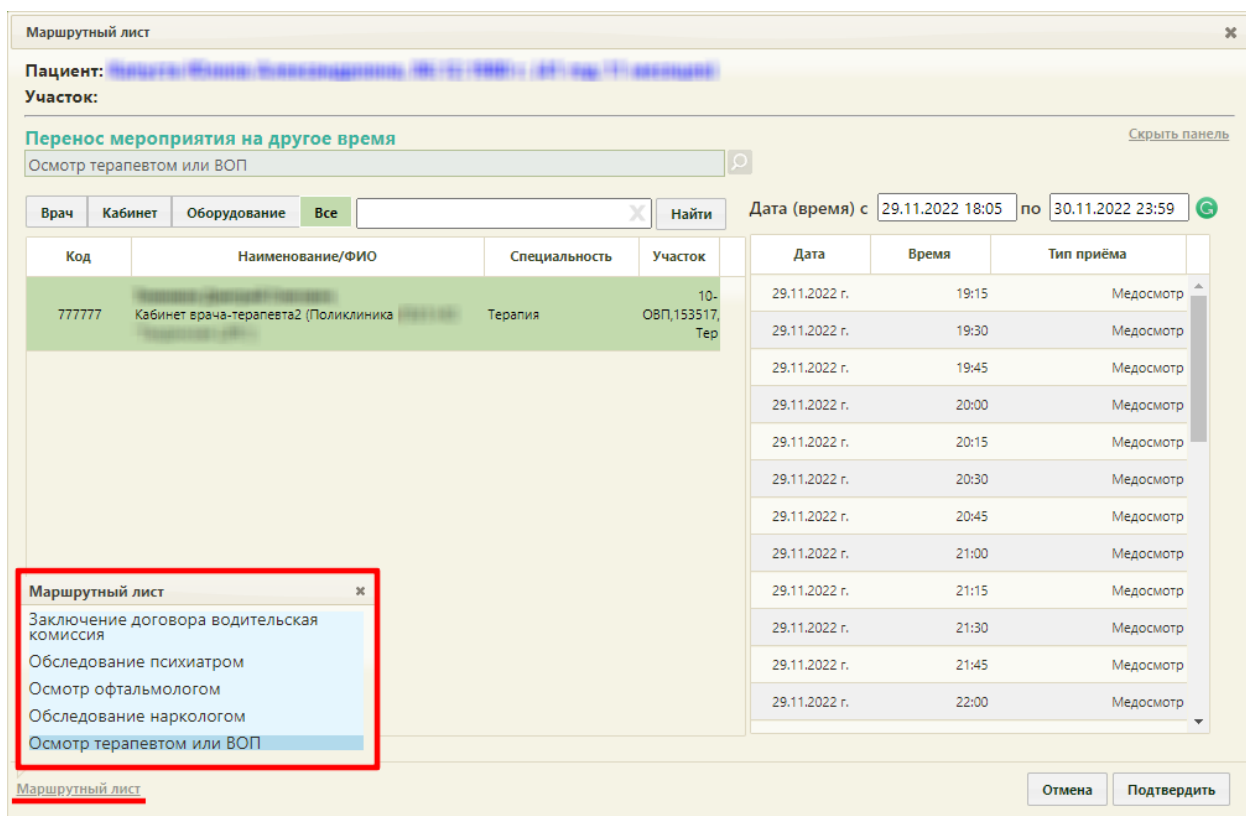 Маршрутный лист
Пациент:
Участок:
Перенос мероприятия на другое время
Скрыть панель
Осмотр терапевтом или ВОП
Врач Кабинет Оборудование Все Найти
Дата (время) с 29.11.2022 18:05 по 30.11.2022 23:59
Код Наименование/ФИО Специальность Участок
777777 Кабинет врача-терапевта2 (Поликлиника Терапия 10-
ОВП,153517,
Тер
Дата Время Тип приёма
29.11.2022 г. 19:15 Медосмотр
29.11.2022 г. 19:30 Медосмотр
29.11.2022 г. 19:45 Медосмотр
29.11.2022 г. 20:00 Медосмотр
29.11.2022 г. 20:15 Медосмотр
29.11.2022 г. 20:30 Медосмотр
29.11.2022 г. 20:45 Медосмотр
29.11.2022 г. 21:00 Медосмотр
29.11.2022 г. 21:15 Медосмотр
29.11.2022 г. 21:30 Медосмотр
29.11.2022 г. 21:45 Медосмотр
29.11.2022 г. 22:00 Медосмотр
Маршрутный лист
Заключение договора водительская
комиссия
Обследование психиатром
Осмотр офтальмологом
Обследование наркологом
Осмотр терапевтом или ВОП
Маршрутный лист
Отмена Подтвердить